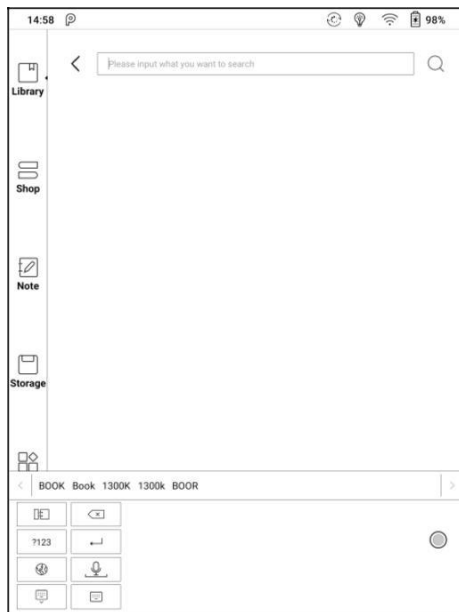 14:58 98%
Please input what you want to search
Library
Shop
Note
Storage
BOOK Book 1300K 1300k BOOR
?123